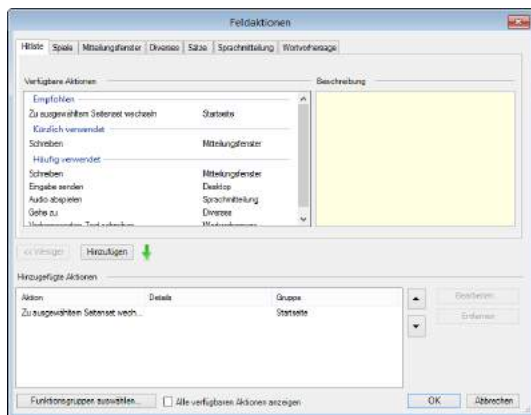 Feldaktionen
Hitliste Spiele Mitteilungsfenster Diverses Sätze Sprachmitteilung Wortvorhersage
Verfügbare Aktionen Beschreibung
Empfohlen
Zu ausgewähltem Seitenset wechseln Startseite
Kürzlich verwendet
Schreiben Mitteilungsfenster
Häufig verwendet
Schreiben Mitteilungsfenster
Eingabe senden Desktop
Audio abspielen Sprachmitteilung
Gehe zu Diverses
<< Weniger Hinzufügen
Hinzugefügte Aktionen
Aktion Details Gruppe Bearbeiten...
Zu ausgewähltem Seitenset wech... Startseite Entfernen
Funktionsgruppen auswählen... Alle verfügbaren Aktionen anzeigen OK Abbrechen